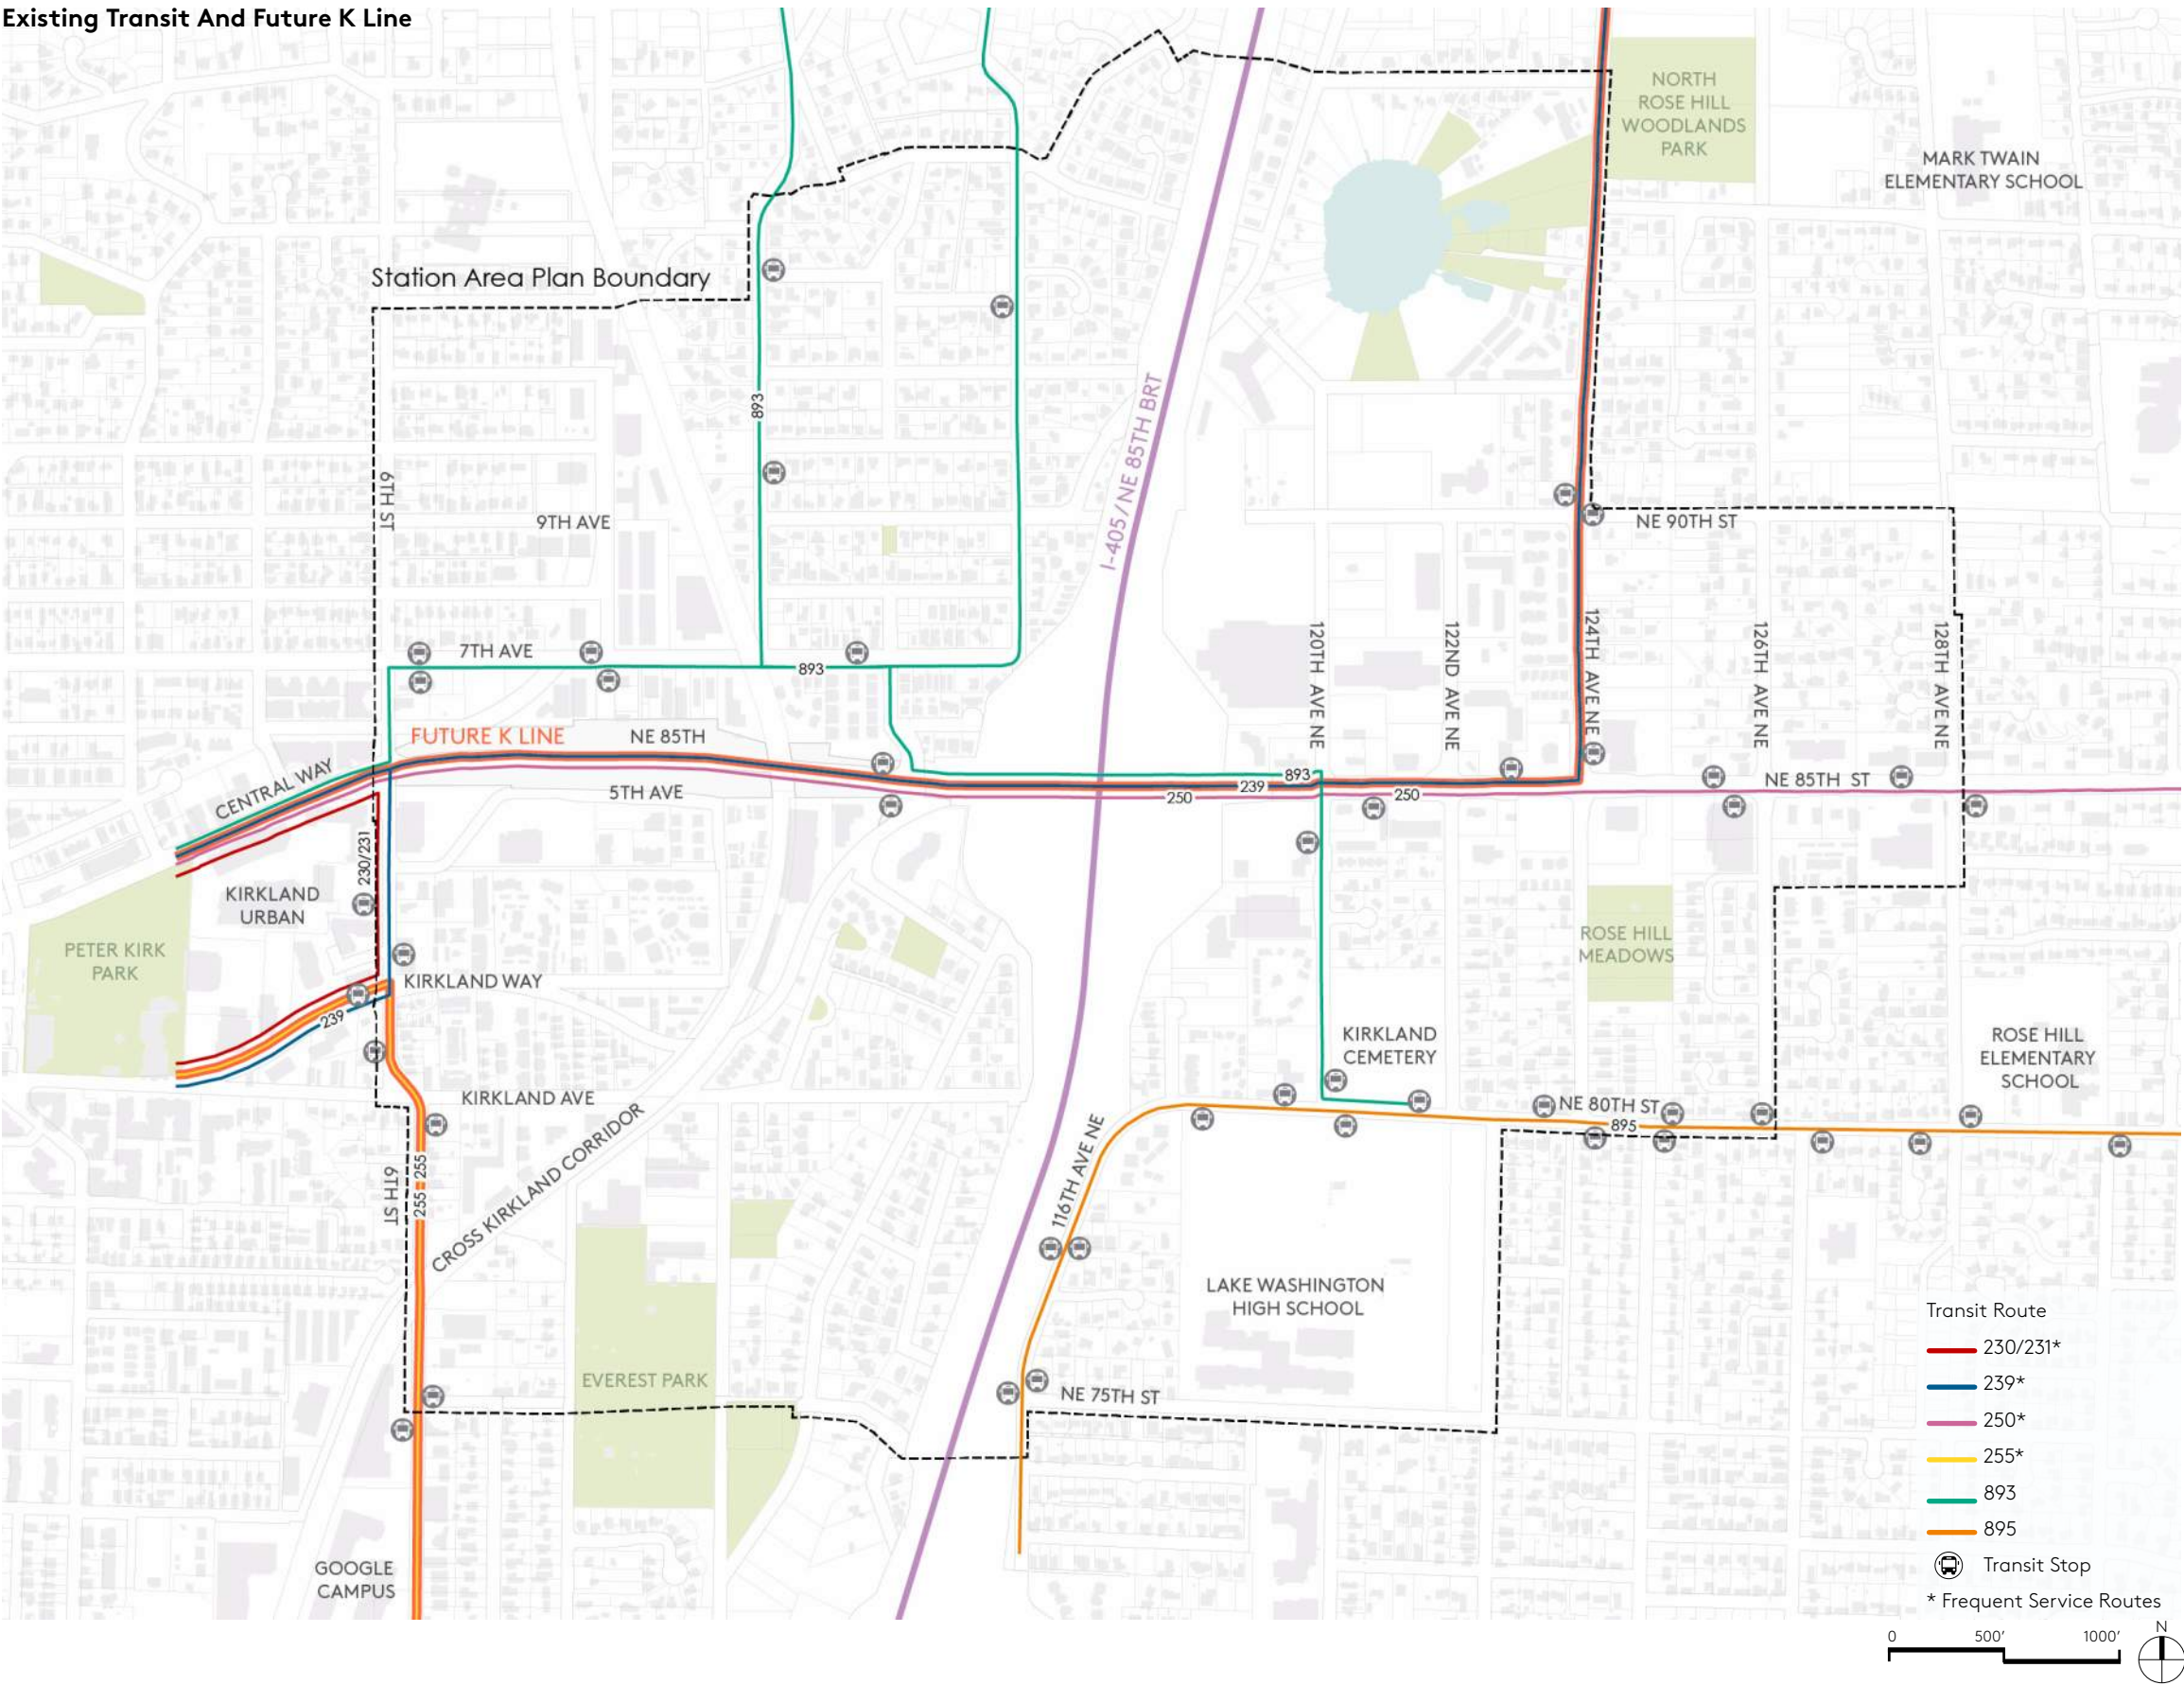 Existing Transit And Future K Line
NORTH
ROSE HILL
WOODLANDS
PARK
MARK TWAIN
ELEMENTARY SCHOOL
Station Area Plan Boundary
893
I-405 / NE 85TH BRT
6TH ST
9TH AVE
NE 90TH ST
7TH AVE
893
120TH AVE NE
122ND AVE NE
124TH AVE NE
126TH AVE NE
128TH AVE NE
FUTURE K LINE
NE 85TH
CENTRAL WAY
5TH AVE
893
239
250
250
NE 85TH ST
230/231
KIRKLAND
URBAN
PETER KIRK
PARK
KIRKLAND WAY
239
ROSE HILL
MEADOWS
KIRKLAND
CEMETERY
ROSE HILL
ELEMENTARY
SCHOOL
KIRKLAND AVE
NE 80TH ST
895
116TH AVE NE
CROSS KIRKLAND CORRIDOR
6TH ST
255
255
LAKE WASHINGTON
HIGH SCHOOL
EVEREST PARK
NE 75TH ST
GOOGLE
CAMPUS
Transit Route
230/231*
239*
250*
255*
893
895
Transit Stop
* Frequent Service Routes
0 500' 1000'
N